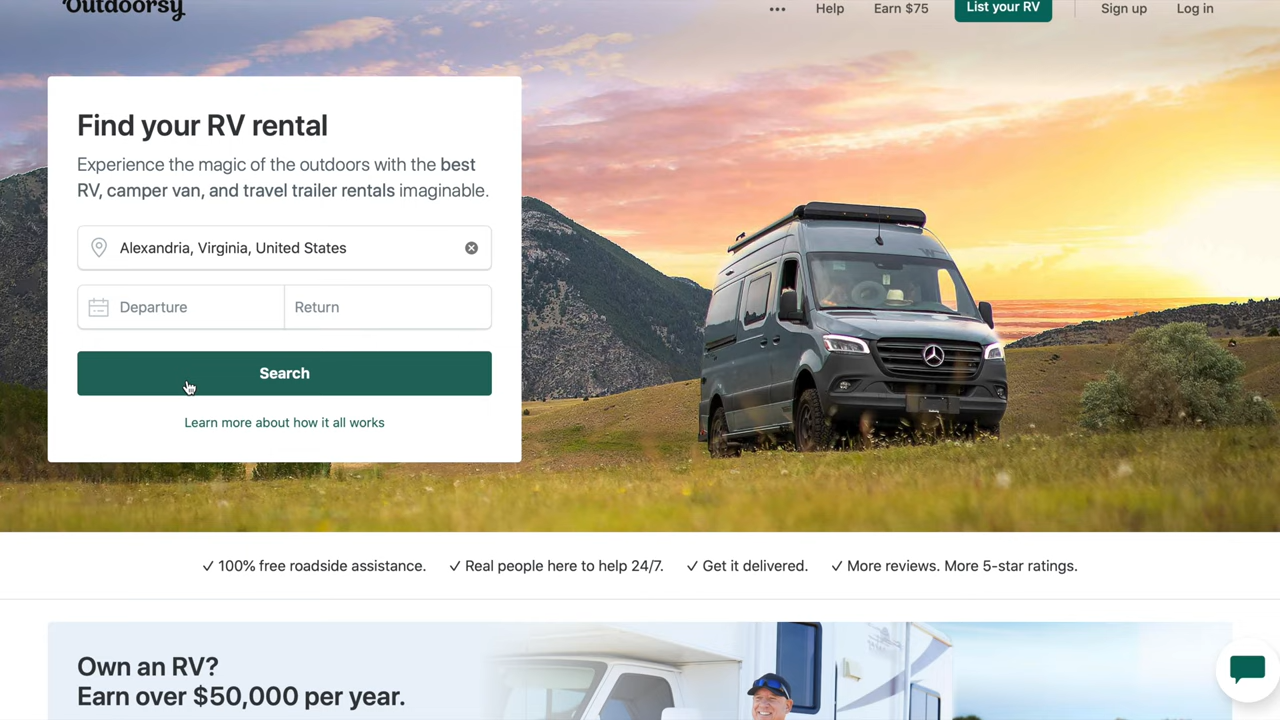 Outdoorsy
••• Help Earn $75 List your RV Sign up Log in
Find your RV rental
Experience the magic of the outdoors with the best
RV, camper van, and travel trailer rentals imaginable.
Alexandria, Virginia, United States
Departure Return
Search
Learn more about how it all works
✓ 100% free roadside assistance. ✓ Real people here to help 24/7. ✓ Get it delivered. ✓ More reviews. More 5-star ratings.
Own an RV?
Earn over $50,000 per year.